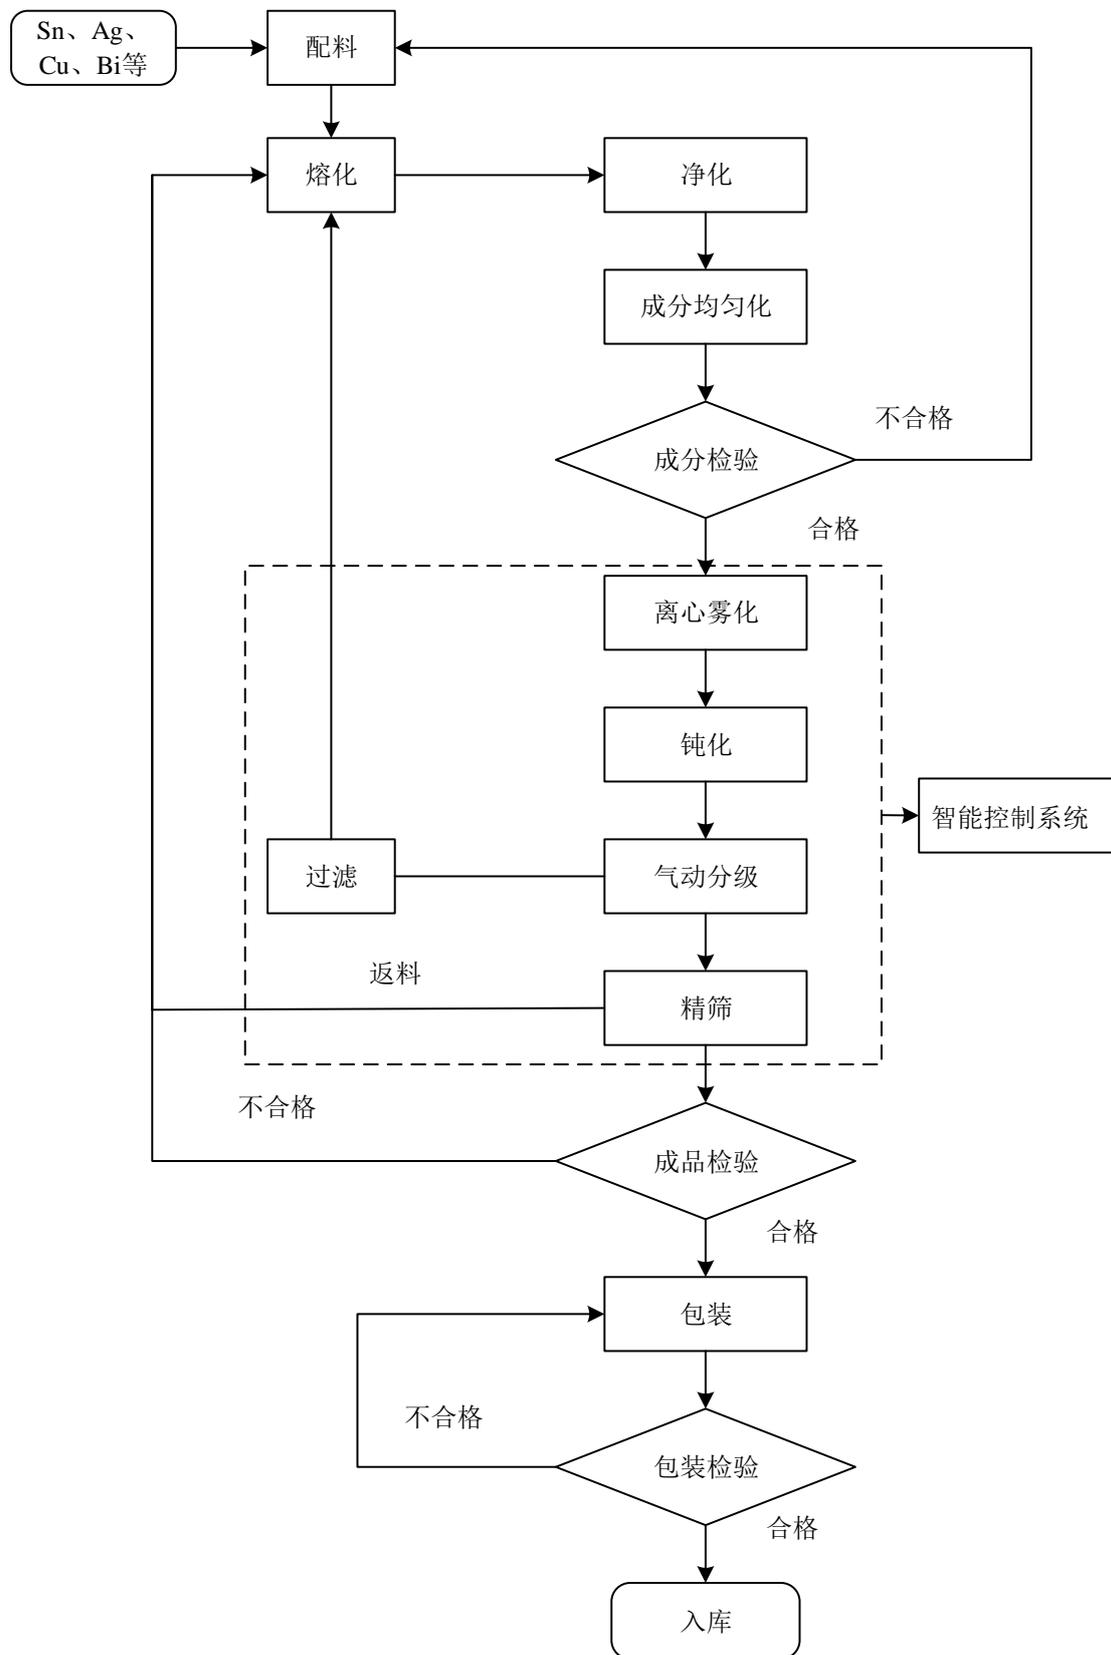 Sn、Ag、
Cu、Bi等
配料
熔化
净化
成分均匀化
不合格
成分检验
合格
离心雾化
钝化
智能控制系统
过滤
气动分级
返料
精筛
不合格
成品检验
合格
包装
不合格
包装检验
合格
入库